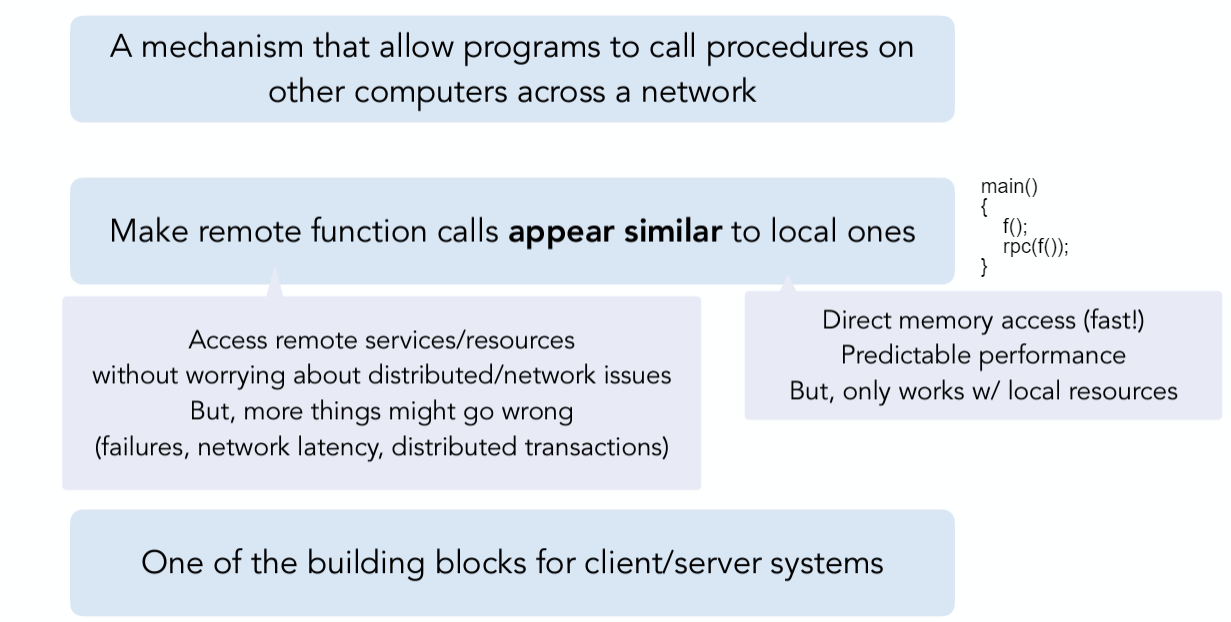 A mechanism that allow programs to call procedures on
other computers across a network
Make remote function calls appear similar to local ones
main()
{
f();
rpc(f());
}
Access remote services/resources
without worrying about distributed/network issues
But, more things might go wrong
(failures, network latency, distributed transactions)
Direct memory access (fast!)
Predictable performance
But, only works w/ local resources
One of the building blocks for client/server systems